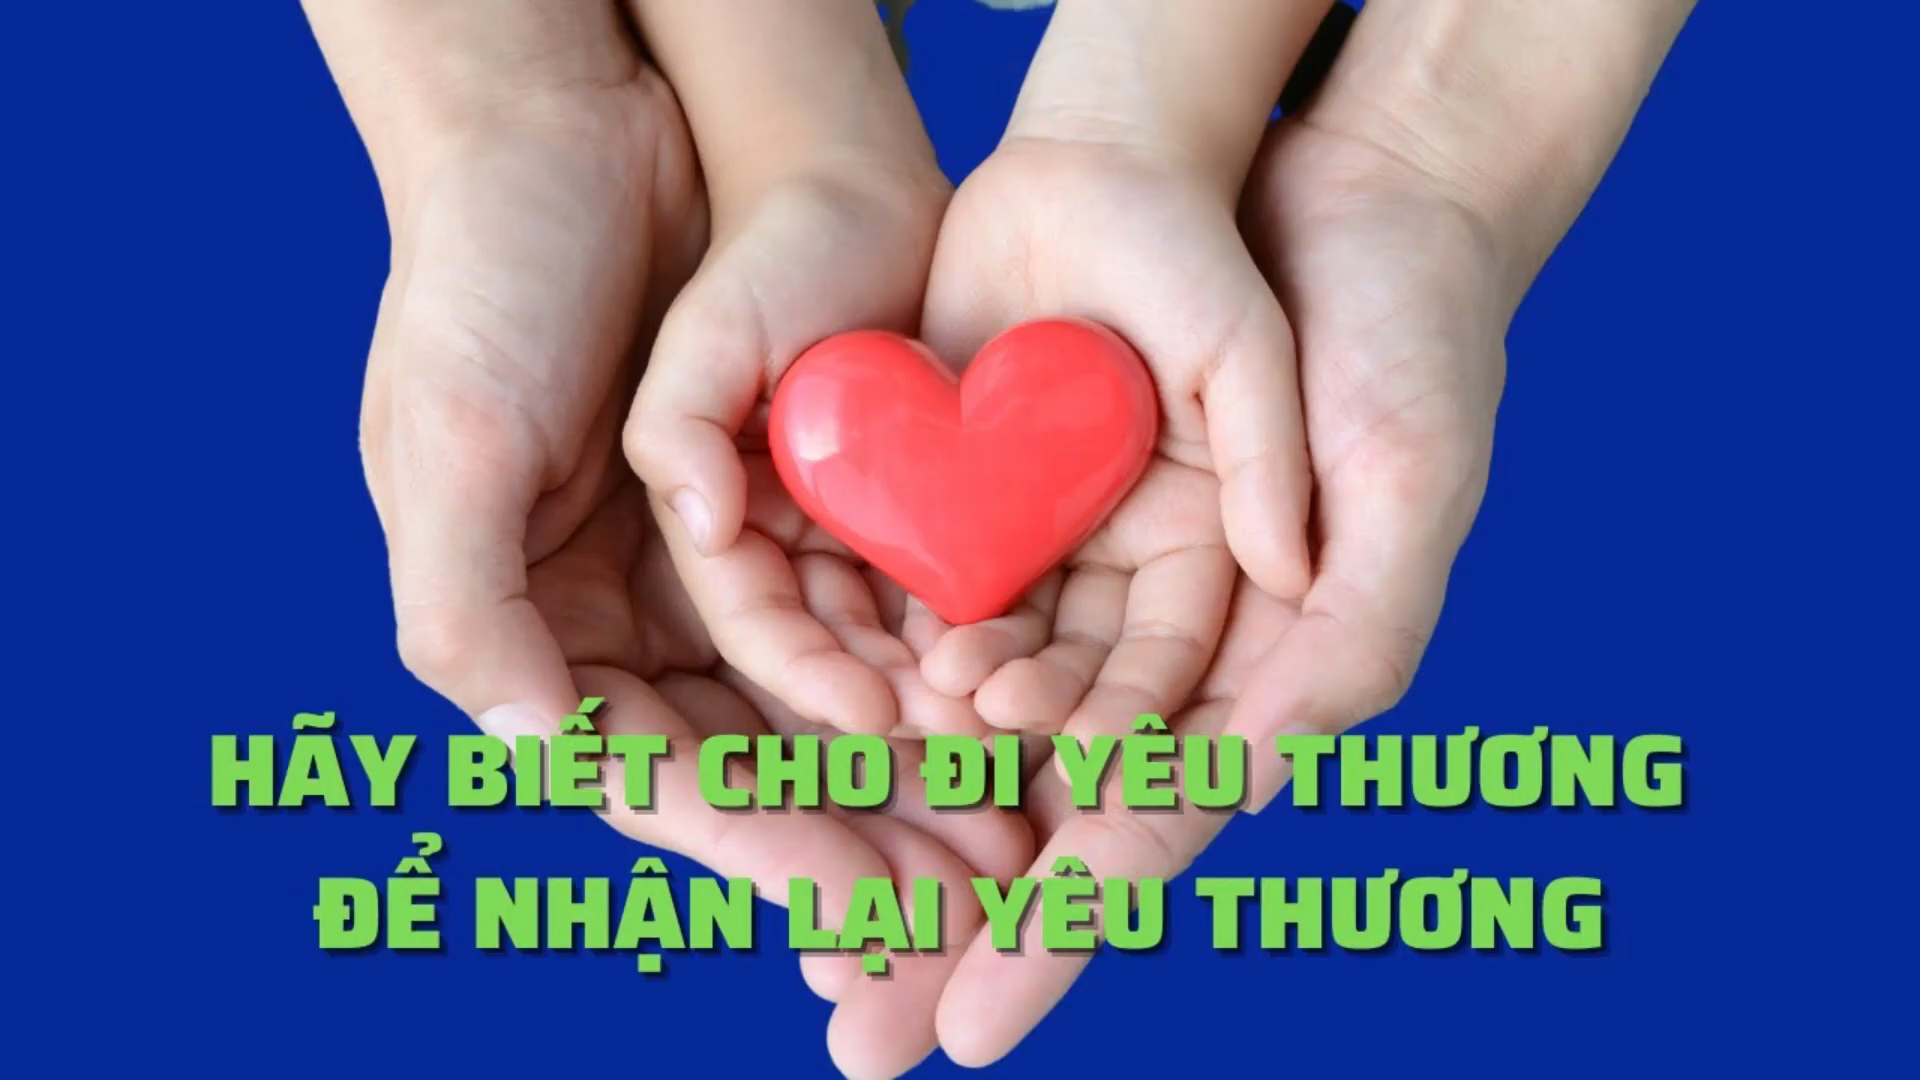 HÃY BIẾT CHO ĐI YÊU THƯƠNG
ĐỂ NHẬN LẠI YÊU THƯƠNG